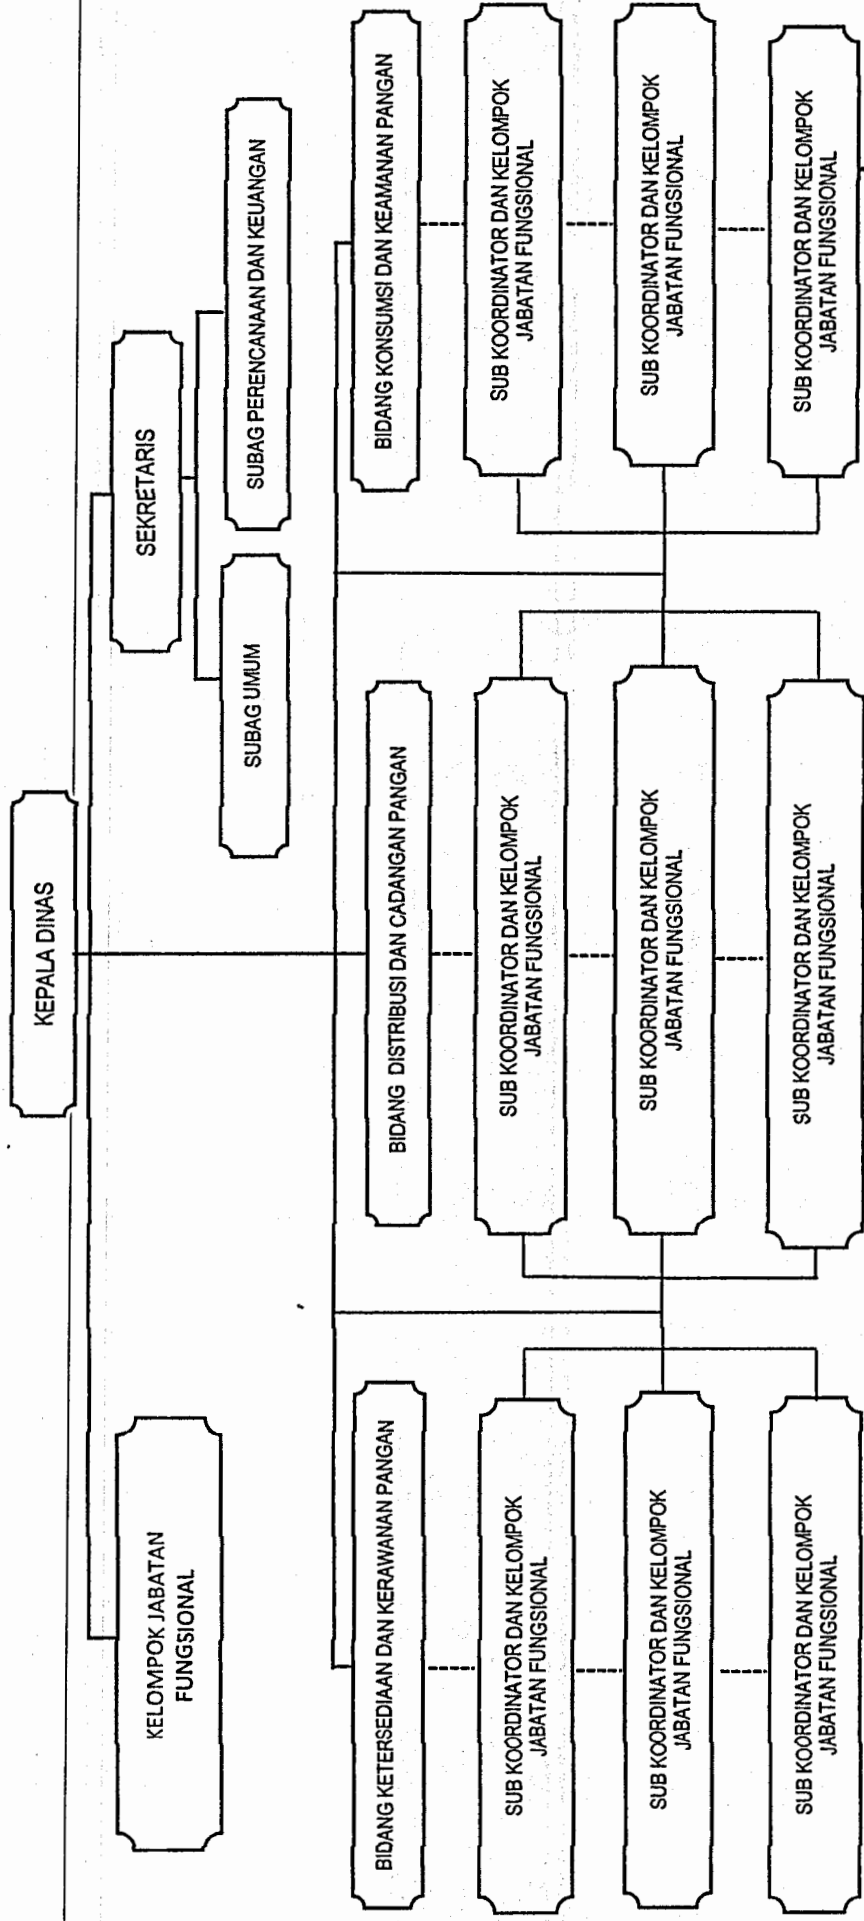 KEPALA DINAS
KELOMPOK JABATAN
FUNGSIONAL
SEKRETARIS
SUBAG UMUM
SUBAG PERENCANAAN DAN KEUANGAN
BIDANG KETERSEDIAAN DAN KERAWANAN PANGAN
BIDANG DISTRIBUSI DAN CADANGAN PANGAN
BIDANG KONSUMSI DAN KEAMANAN PANGAN
SUB KOORDINATOR DAN KELOMPOK
JABATAN FUNGSIONAL
SUB KOORDINATOR DAN KELOMPOK
JABATAN FUNGSIONAL
SUB KOORDINATOR DAN KELOMPOK
JABATAN FUNGSIONAL
SUB KOORDINATOR DAN KELOMPOK
JABATAN FUNGSIONAL
SUB KOORDINATOR DAN KELOMPOK
JABATAN FUNGSIONAL
SUB KOORDINATOR DAN KELOMPOK
JABATAN FUNGSIONAL
SUB KOORDINATOR DAN KELOMPOK
JABATAN FUNGSIONAL
SUB KOORDINATOR DAN KELOMPOK
JABATAN FUNGSIONAL
SUB KOORDINATOR DAN KELOMPOK
JABATAN FUNGSIONAL